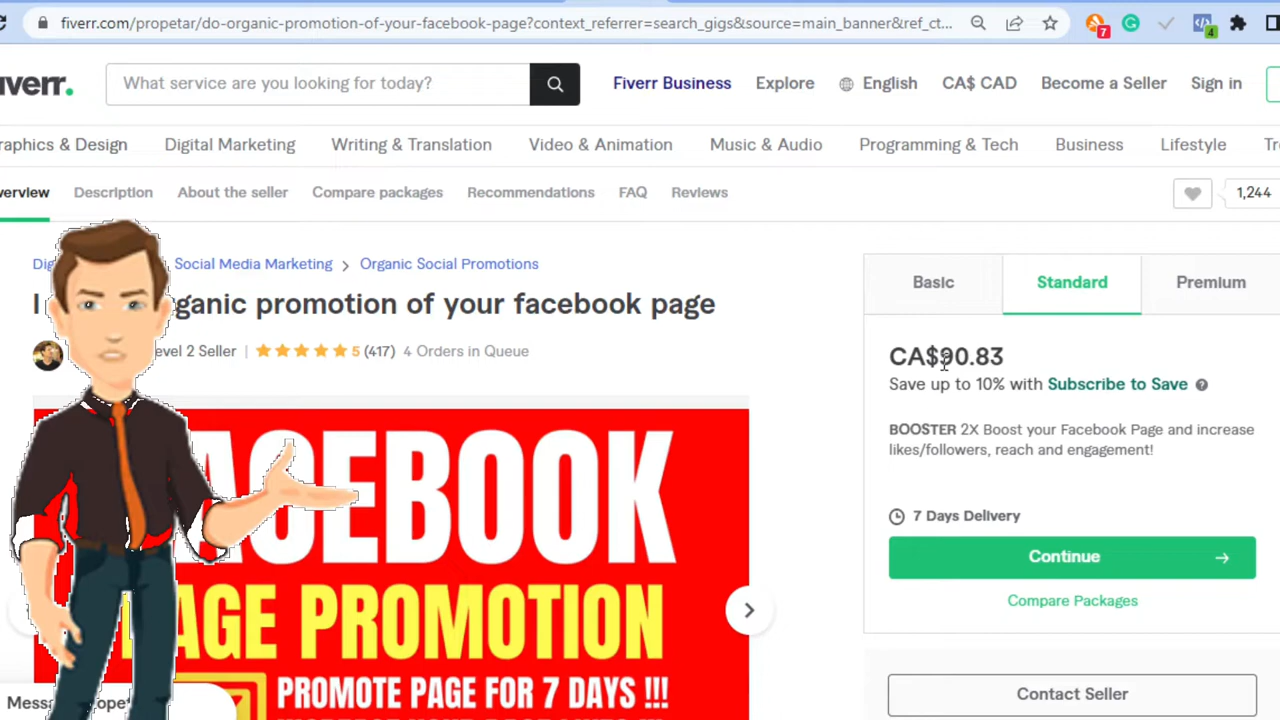 fiverr.com/propetar/do-organic-promotion-of-your-facebook-page?context_referrer=search_gigs&source=main_banner&ref_ct...
7
4
iverr.
What service are you looking for today?
Fiverr Business
Explore
English
CA$ CAD
Become a Seller
Sign in
raphics & Design
Digital Marketing
Writing & Translation
Video & Animation
Music & Audio
Programming & Tech
Business
Lifestyle
Tr
verview
Description
About the seller
Compare packages
Recommendations
FAQ
Reviews
1,244
Dig
Social Media Marketing > Organic Social Promotions
I
ganic promotion of your facebook page
evel 2 Seller | 5 (417) 4 Orders in Queue
Basic
Standard
Premium
CA$90.83
Save up to 10% with Subscribe to Save ?
BOOSTER 2X Boost your Facebook Page and increase
likes/followers, reach and engagement!
7 Days Delivery
Continue →
Compare Packages
Contact Seller
ACEBOOK
AGE PROMOTION
PROMOTE PAGE FOR 7 DAYS !!!
Mess
opet